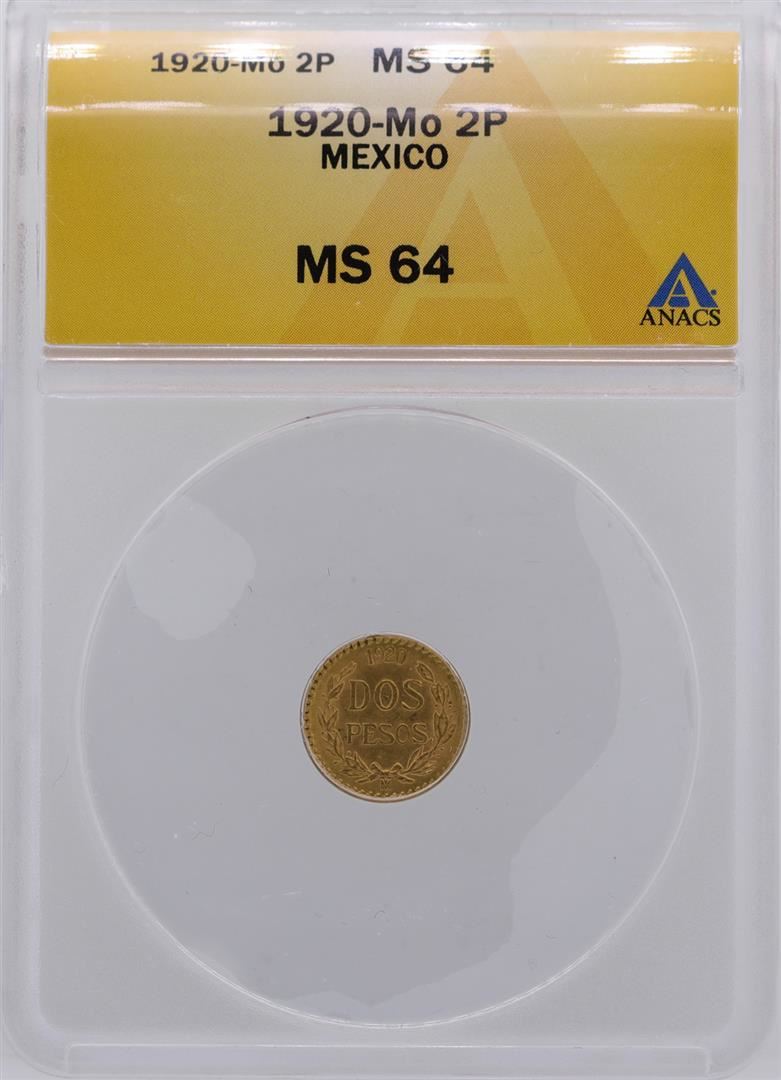 1920-Mo 2P MS 64
1920-Mo 2P
MEXICO
MS 64
ANACS
1920
DOS
PESOS
M